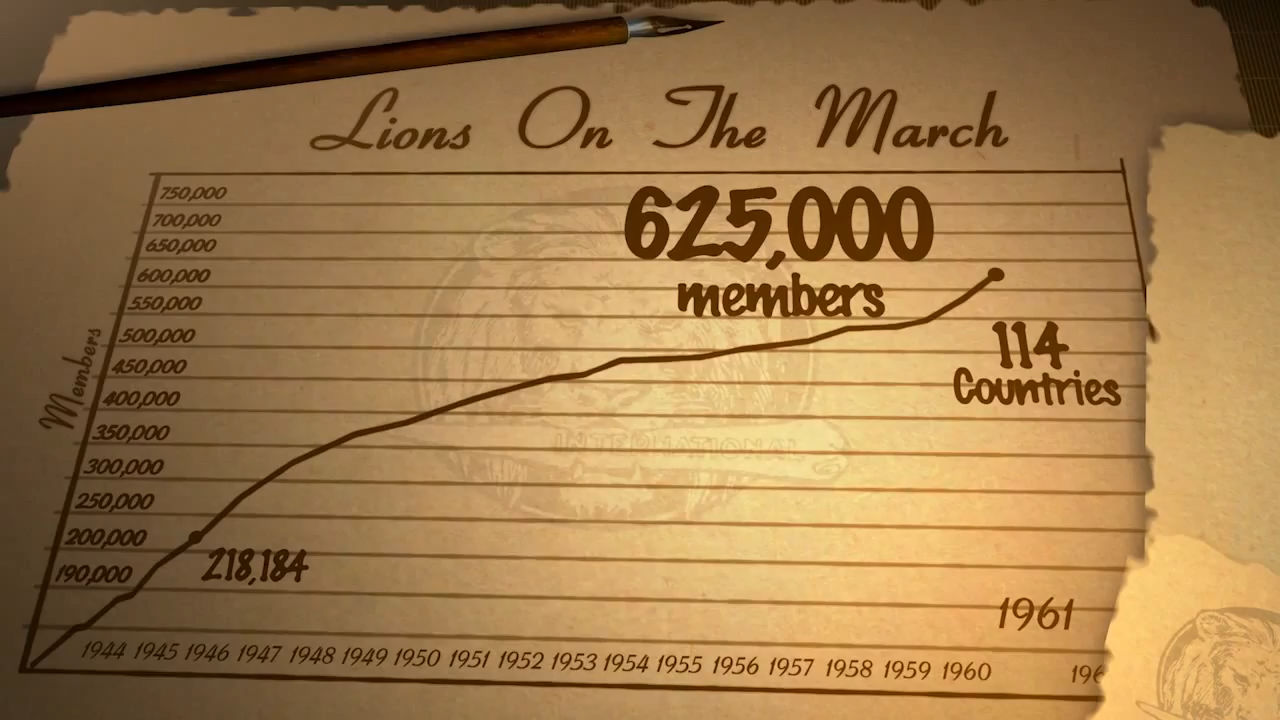 Lions On The March
750,000
700,000
650,000
600,000
550,000
500,000
450,000
400,000
350,000
300,000
250,000
200,000
190,000
Members
625,000
members
114
Countries
218,184
INTERNATIONAL
1961
1944 1945 1946 1947 1948 1949 1950 1951 1952 1953 1954 1955 1956 1957 1958 1959 1960 196